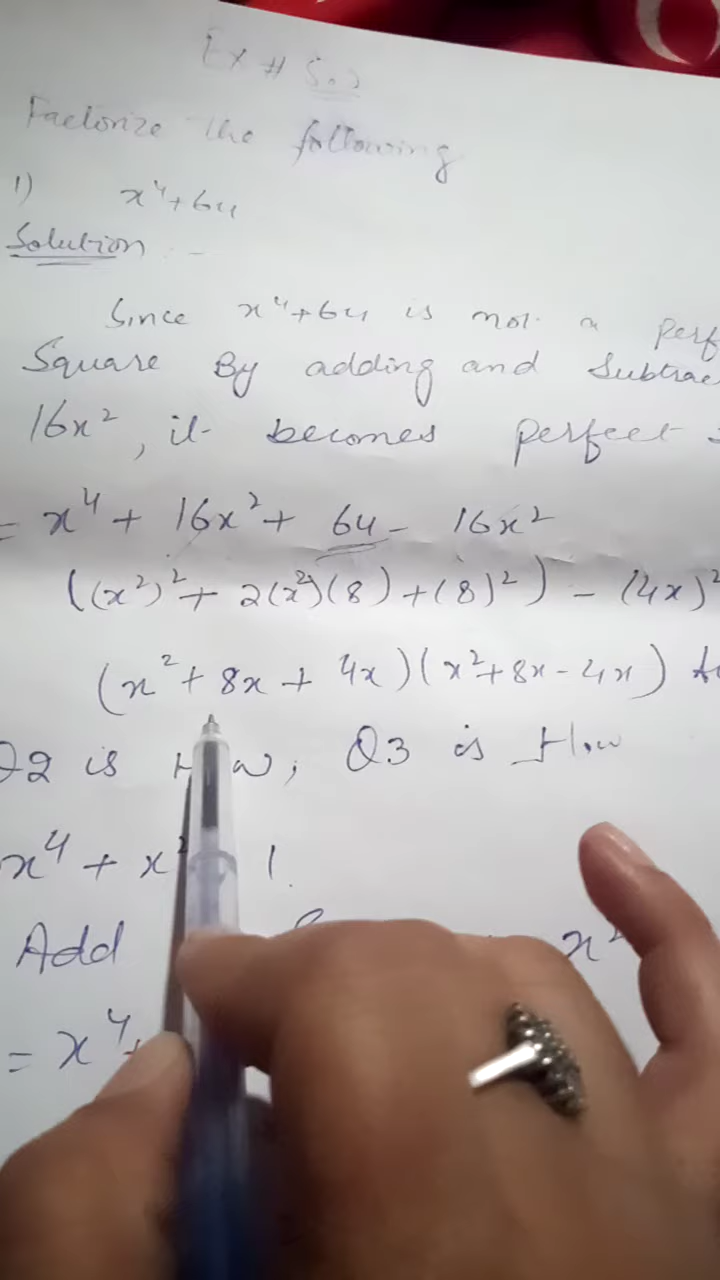 Ex # 5.2
Factorize the following
1) x⁴+64
Solution :-
Since x⁴+64 is not a perf
Square By adding and Subtrac
16x², it becomes perfect
= x⁴ + 16x² + 64 - 16x²
((x²)² + 2(x²)(8) + (8)²) - (4x)²
(x² + 8x + 4x)(x²+8x-4x)
Q2 is H.w, Q3 is H.w
x⁴ + x² 1.
Add x²
= x⁴+